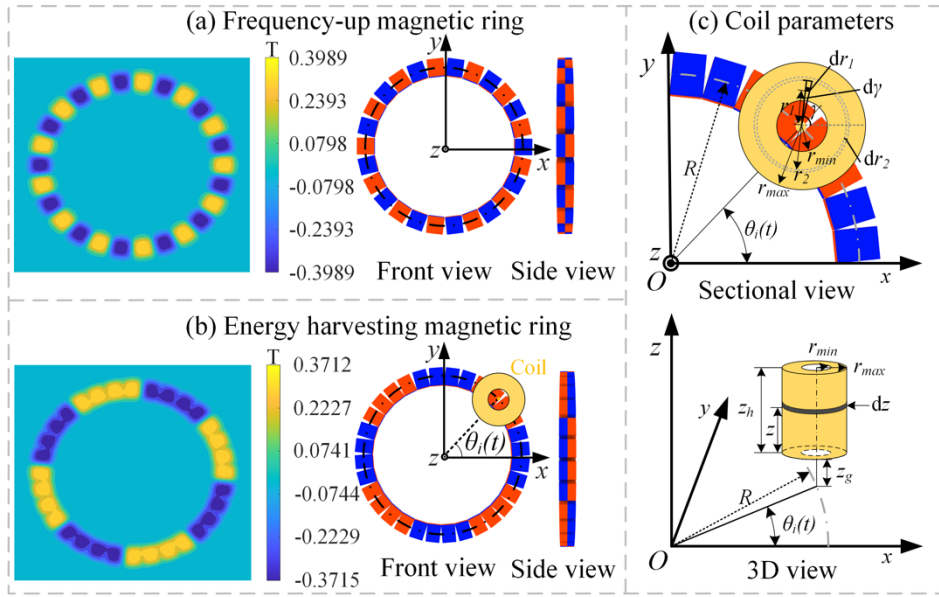 (a) Frequency-up magnetic ring
T
0.3989
0.2393
0.0798
-0.0798
-0.2393
-0.3989
y
z
x
Front view
Side view
(b) Energy harvesting magnetic ring
T
0.3712
0.2227
0.0741
-0.0744
-0.2229
-0.3715
y
Coil
θi(t)
z
x
Front view
Side view
(c) Coil parameters
y
dr1
dγ
r1
γ
rmin
dr2
r2
rmax
R
θi(t)
z
O
x
Sectional view
z
rmin
rmax
y
zh
z
dz
zg
R
θi(t)
O
x
3D view